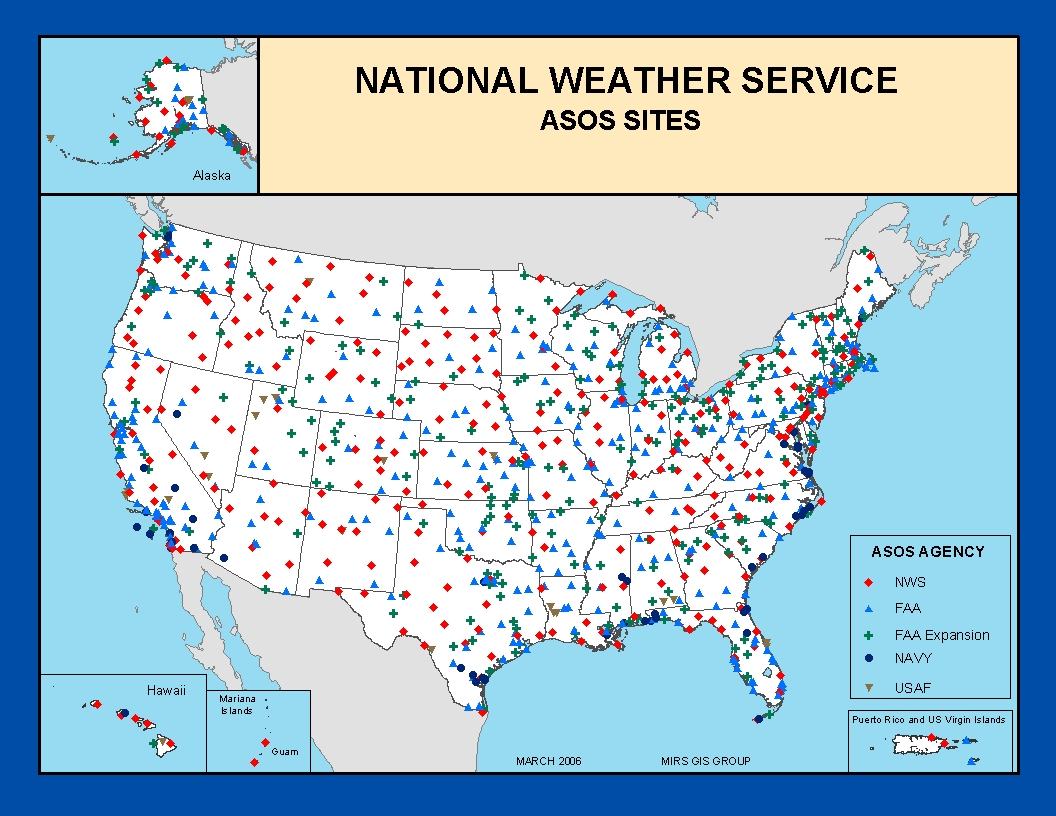 NATIONAL WEATHER SERVICE
ASOS SITES
Alaska
ASOS AGENCY
NWS
FAA
FAA Expansion
NAVY
USAF
Hawaii
Mariana
Islands
Guam
Puerto Rico and US Virgin Islands
MARCH 2006
MIRS GIS GROUP